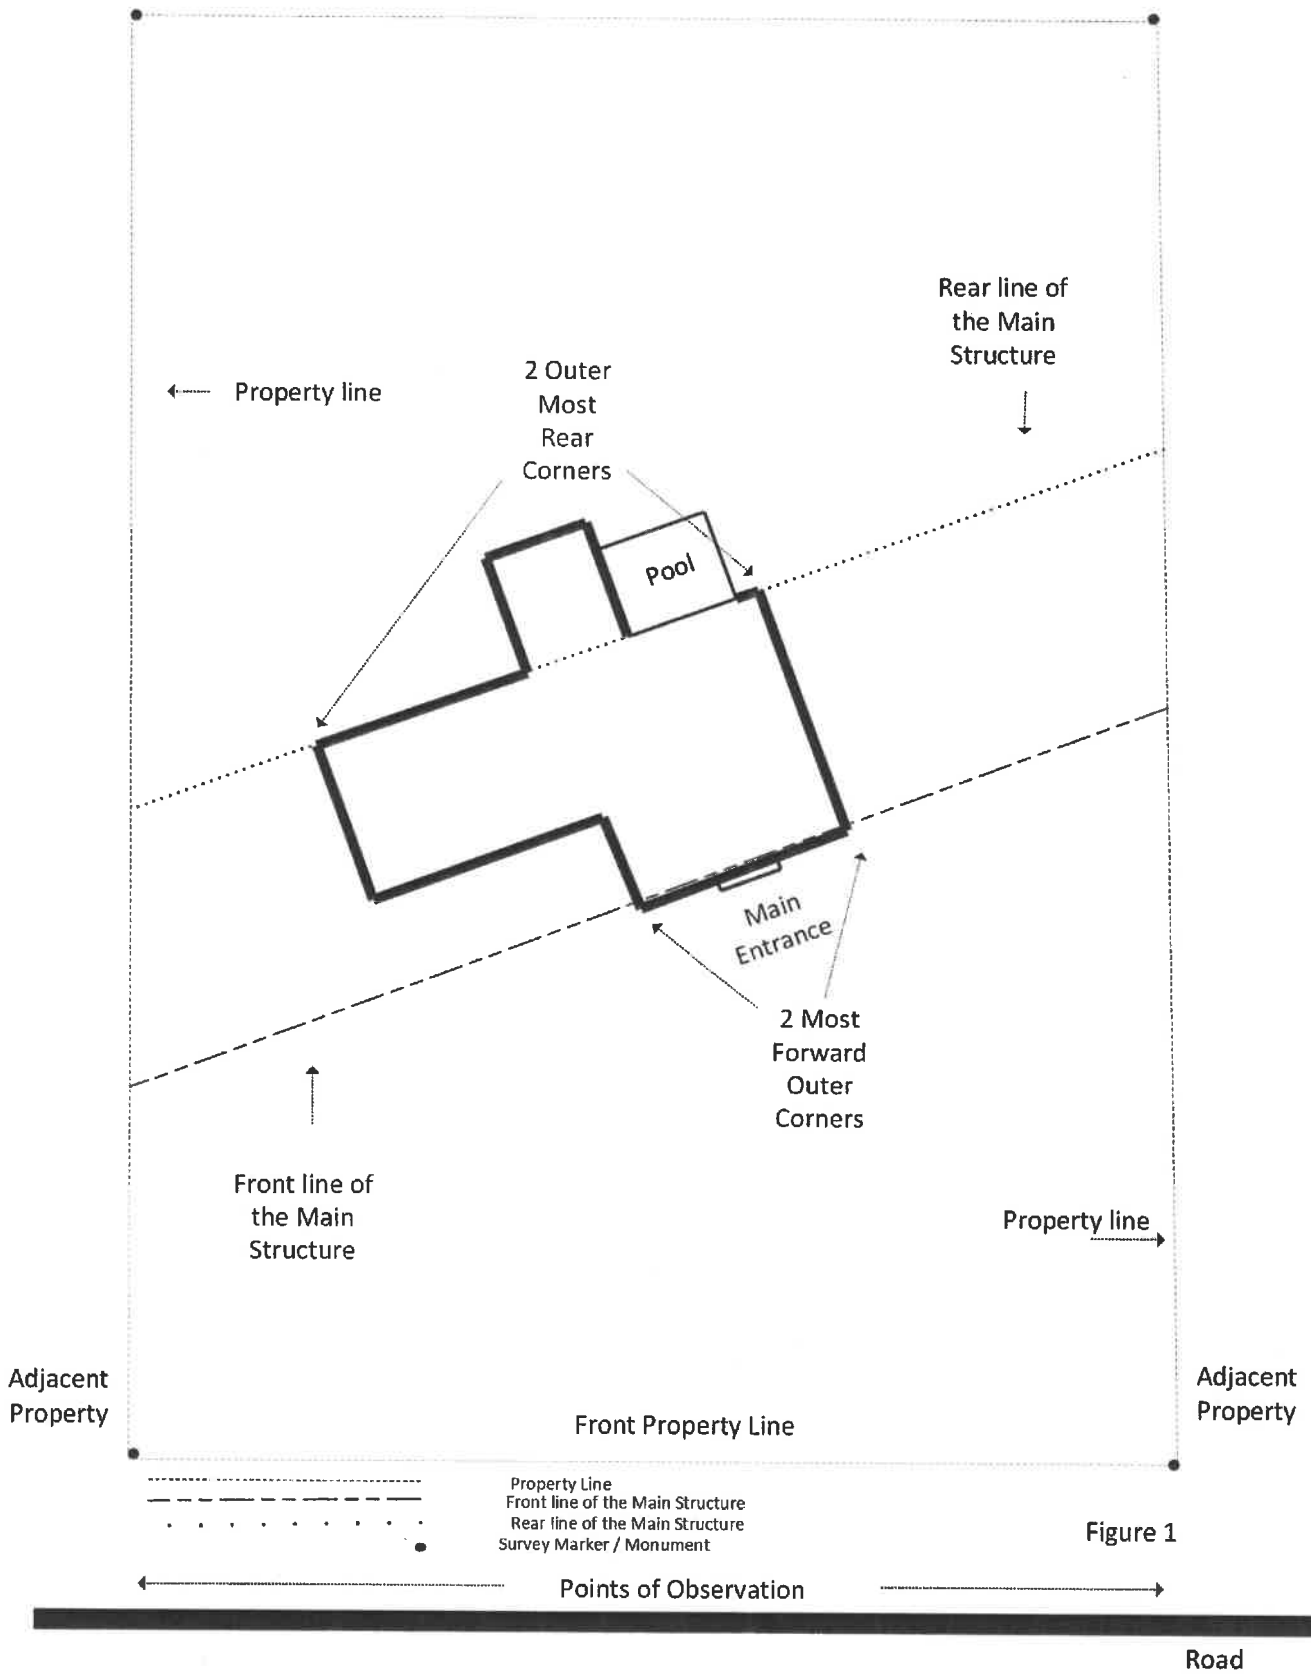 Rear line of
the Main
Structure
2 Outer
Most
Rear
Corners
Property line
Pool
Main
Entrance
2 Most
Forward
Outer
Corners
Front line of
the Main
Structure
Property line
Adjacent
Property
Adjacent
Property
Front Property Line
Property Line
Front line of the Main Structure
Rear line of the Main Structure
Survey Marker / Monument
Figure 1
Points of Observation
Road